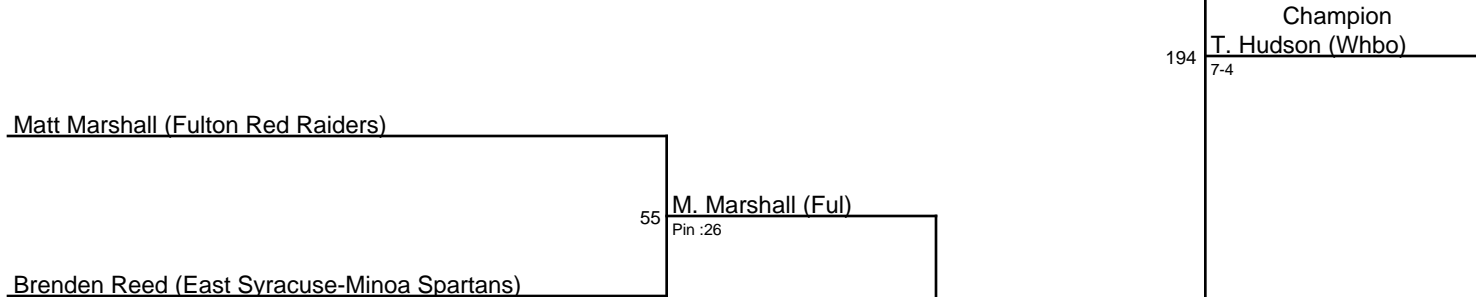 Champion
194 T. Hudson (Whbo)
7-4
Matt Marshall (Fulton Red Raiders)
55 M. Marshall (Ful)
Pin :26
Brenden Reed (East Syracuse-Minoa Spartans)